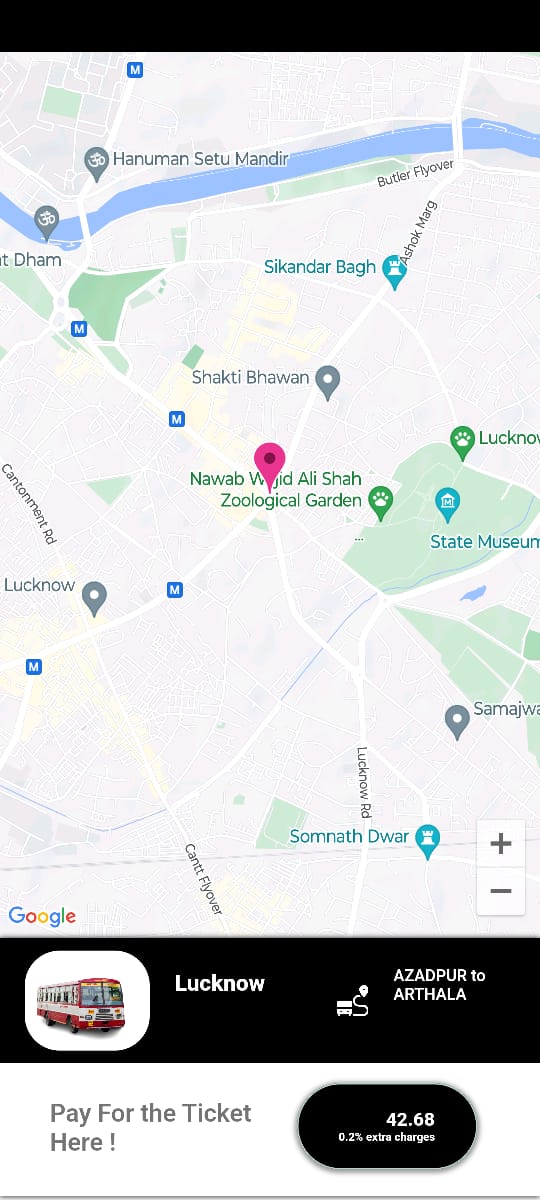 M
Hanuman Setu Mandir
Butler Flyover
Ashok Marg
at Dham
Sikandar Bagh
M
Shakti Bhawan
M
Lucknow
Nawab Wajid Ali Shah
Zoological Garden
...
State Museum
Cantonment Rd
Lucknow
M
M
Samajwa
Lucknow Rd
Somnath Dwar
Cantt Flyover
+
−
Google
Lucknow
AZADPUR to
ARTHALA
Pay For the Ticket
Here !
42.68
0.2% extra charges